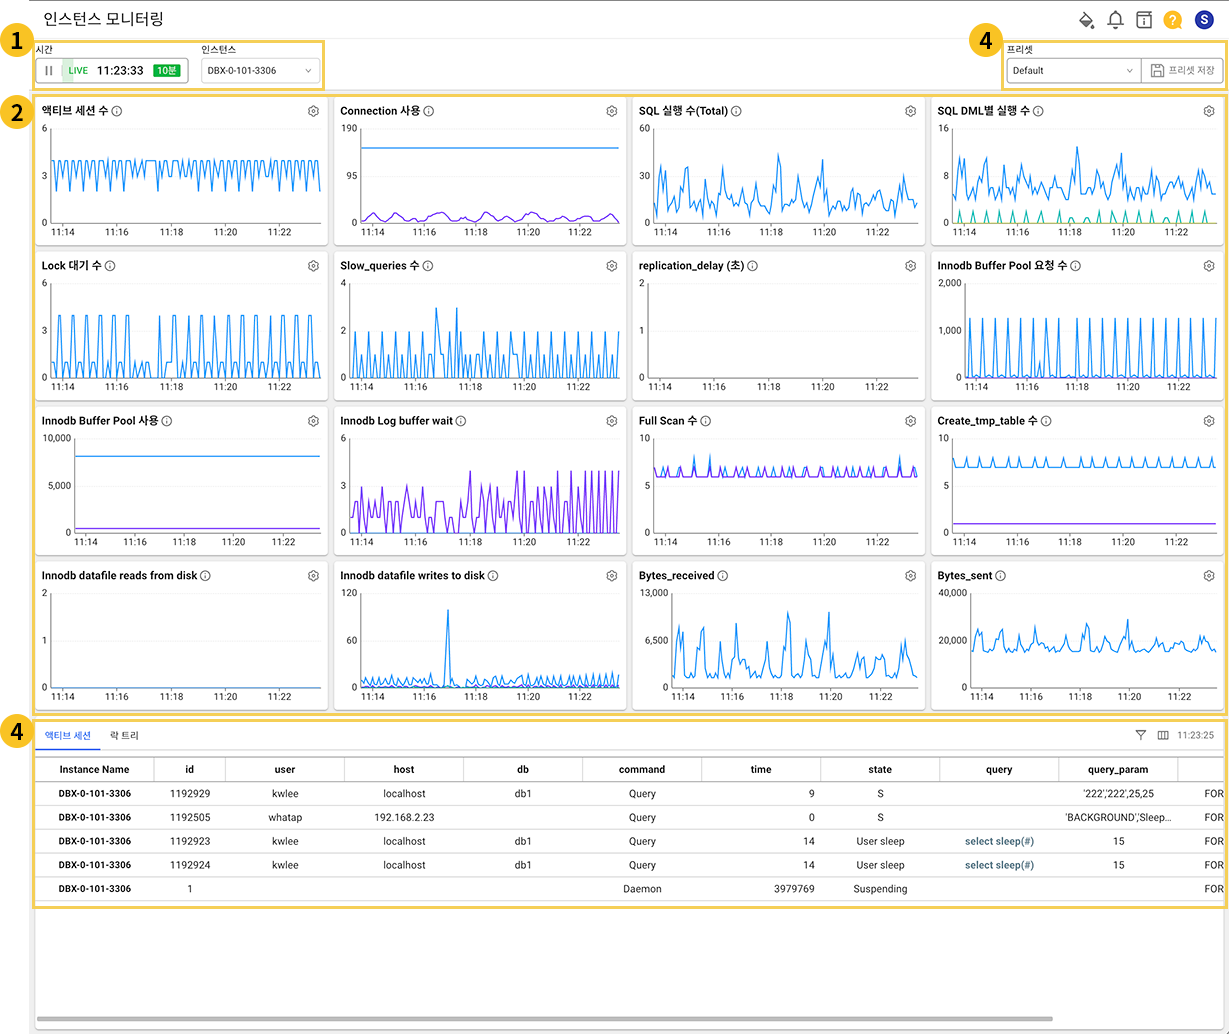 인스턴스 모니터링
S
1
시간
인스턴스
4
프리셋
LIVE 11:23:33 10분
DBX-0-101-3306
Default
프리셋 저장
2
액티브 세션 수
6
3
0
11:14 11:16 11:18 11:20 11:22
Connection 사용
190
95
0
11:14 11:16 11:18 11:20 11:22
SQL 실행 수(Total)
60
30
0
11:14 11:16 11:18 11:20 11:22
SQL DML별 실행 수
16
8
0
11:14 11:16 11:18 11:20 11:22
Lock 대기 수
6
3
0
11:14 11:16 11:18 11:20 11:22
Slow_queries 수
4
2
0
11:14 11:16 11:18 11:20 11:22
replication_delay (초)
2
1
0
11:14 11:16 11:18 11:20 11:22
Innodb Buffer Pool 요청 수
2,000
1,000
0
11:14 11:16 11:18 11:20 11:22
Innodb Buffer Pool 사용
10,000
5,000
0
11:14 11:16 11:18 11:20 11:22
Innodb Log buffer wait
6
3
0
11:14 11:16 11:18 11:20 11:22
Full Scan 수
10
5
0
11:14 11:16 11:18 11:20 11:22
Create_tmp_table 수
10
5
0
11:14 11:16 11:18 11:20 11:22
Innodb datafile reads from disk
2
1
0
11:14 11:16 11:18 11:20 11:22
Innodb datafile writes to disk
120
60
0
11:14 11:16 11:18 11:20 11:22
Bytes_received
13,000
6,500
0
11:14 11:16 11:18 11:20 11:22
Bytes_sent
40,000
20,000
0
11:14 11:16 11:18 11:20 11:22
4
액티브 세션 락 트리
11:23:25
Instance Name id user host db command time state query query_param
DBX-0-101-3306 1192929 kwlee localhost db1 Query 9 S '222','222',25,25 FOR
DBX-0-101-3306 1192505 whatap 192.168.2.23 Query 0 S 'BACKGROUND','Sleep... FOR
DBX-0-101-3306 1192923 kwlee localhost db1 Query 14 User sleep select sleep(#) 15 FOR
DBX-0-101-3306 1192924 kwlee localhost db1 Query 14 User sleep select sleep(#) 15 FOR
DBX-0-101-3306 1 Daemon 3979769 Suspending FOR